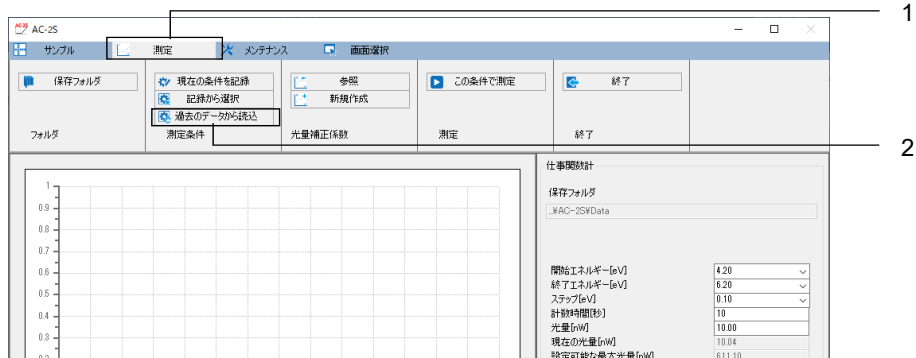 1
AC-2S
サンプル 測定 メンテナンス 画面選択
保存フォルダ 現在の条件を記録 参照 この条件で測定 終了
記録から選択 新規作成
過去のデータから読込
フォルダ 測定条件 光量補正係数 測定 終了
2
仕事関数計
保存フォルダ
..¥AC-2S¥Data
1
0.9
0.8
0.7
0.6
0.5
0.4
0.3
0.2
開始エネルギー[eV] 4.20
終了エネルギー[eV] 6.20
ステップ[eV] 0.10
計数時間[秒] 10
光量[nW] 10.00
現在の光量[nW] 10.04
設定可能な最大光量[nW] 611.10